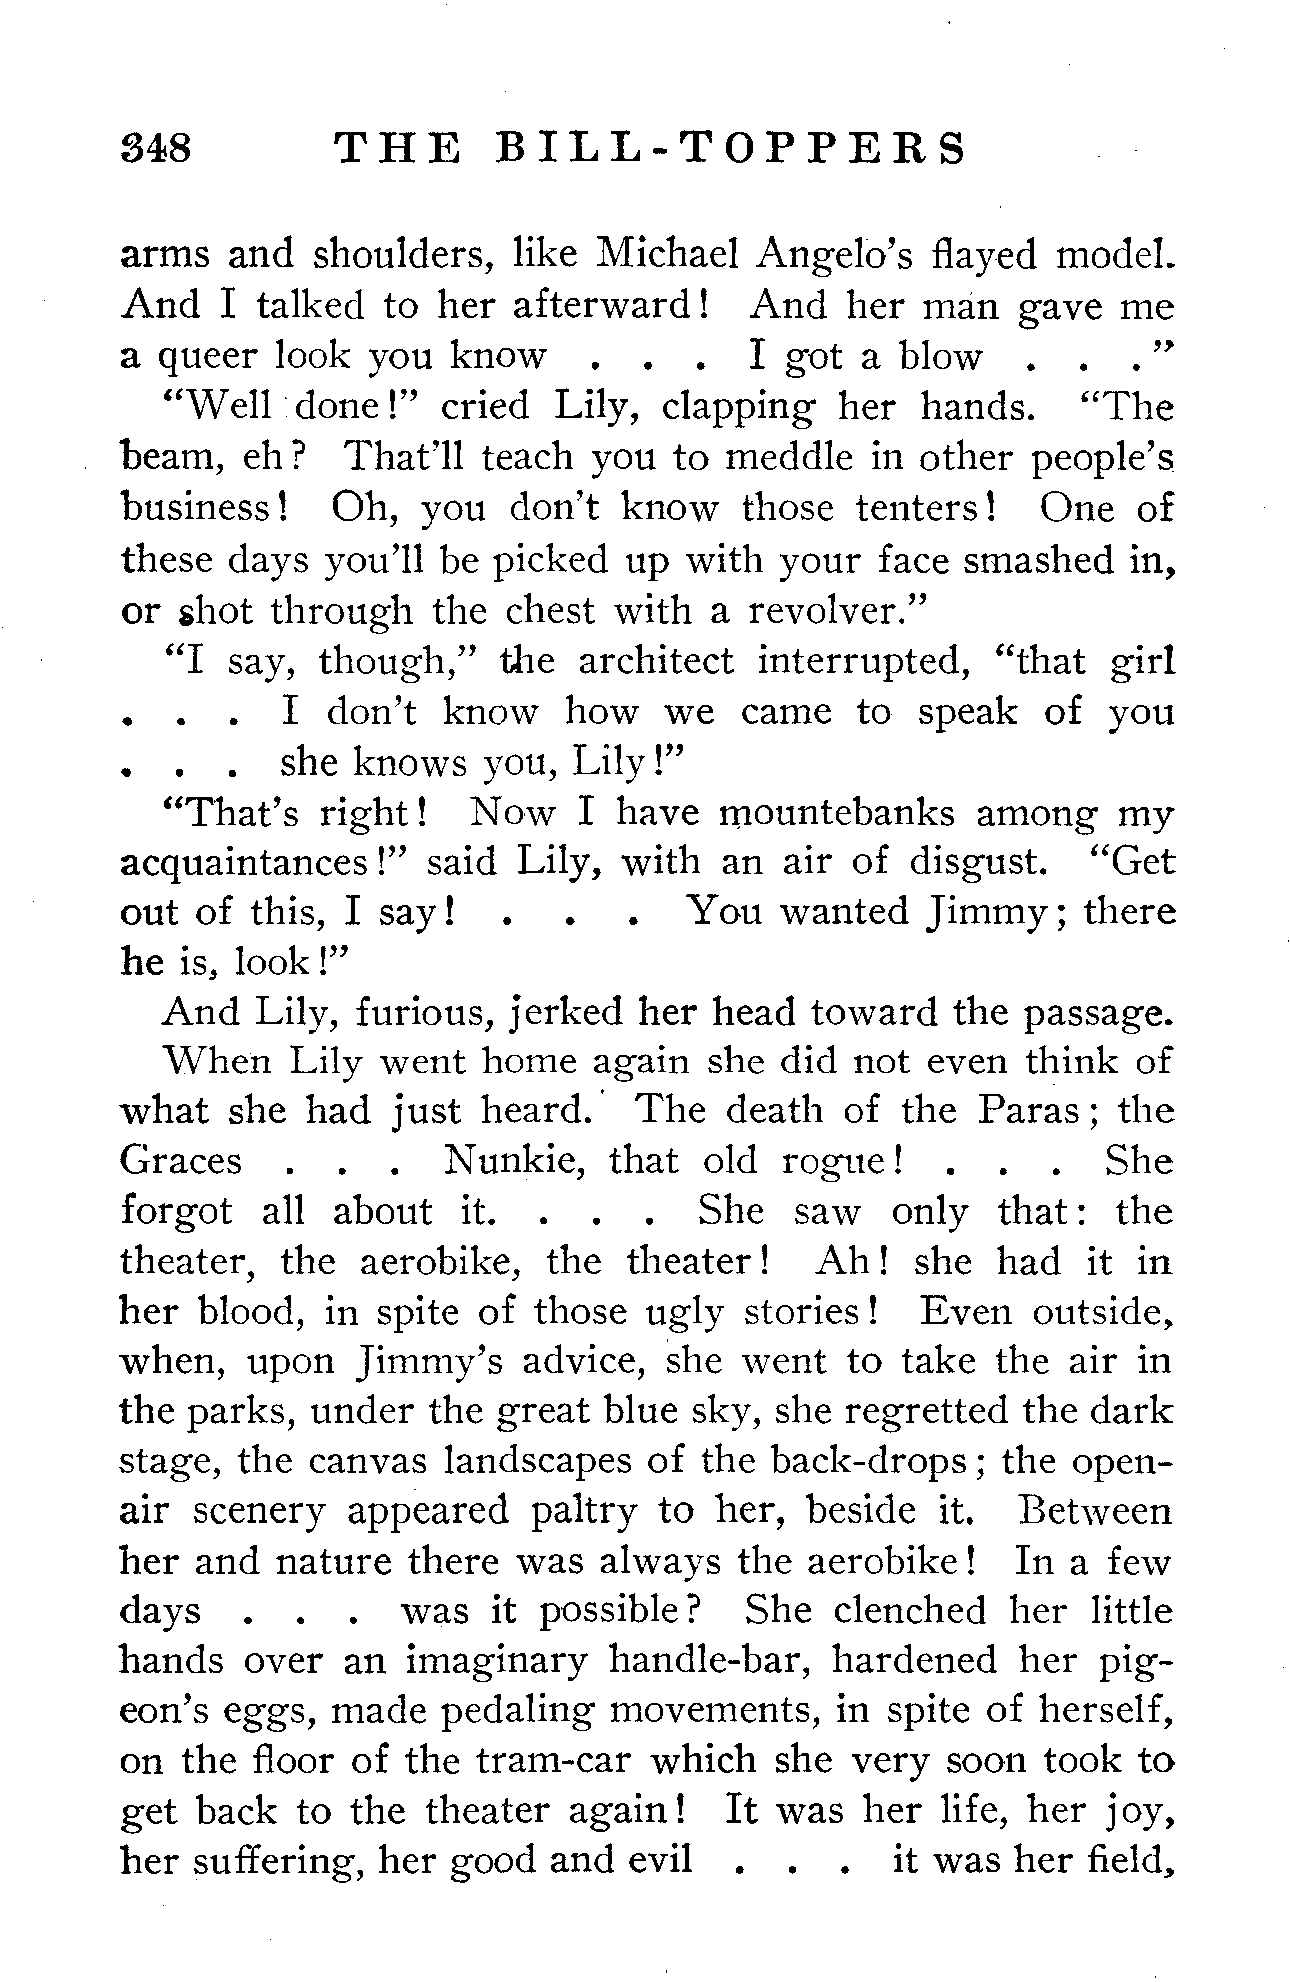 348 THE BILL-TOPPERS
arms and shoulders, like Michael Angelo's flayed model.
And I talked to her afterward! And her man gave me
a queer look you know . . . I got a blow . . ."
"Well done!" cried Lily, clapping her hands. "The
beam, eh? That'll teach you to meddle in other people's
business! Oh, you don't know those tenters! One of
these days you'll be picked up with your face smashed in,
or shot through the chest with a revolver."
"I say, though," the architect interrupted, "that girl
. . . I don't know how we came to speak of you
. . . she knows you, Lily!"
"That's right! Now I have mountebanks among my
acquaintances!" said Lily, with an air of disgust. "Get
out of this, I say! . . . You wanted Jimmy; there
he is, look!"
And Lily, furious, jerked her head toward the passage.
When Lily went home again she did not even think of
what she had just heard. The death of the Paras; the
Graces . . . Nunkie, that old rogue! . . . She
forgot all about it. . . . She saw only that: the
theater, the aerobike, the theater! Ah! she had it in
her blood, in spite of those ugly stories! Even outside,
when, upon Jimmy's advice, she went to take the air in
the parks, under the great blue sky, she regretted the dark
stage, the canvas landscapes of the back-drops; the open-
air scenery appeared paltry to her, beside it. Between
her and nature there was always the aerobike! In a few
days . . . was it possible? She clenched her little
hands over an imaginary handle-bar, hardened her pig-
eon's eggs, made pedaling movements, in spite of herself,
on the floor of the tram-car which she very soon took to
get back to the theater again! It was her life, her joy,
her suffering, her good and evil . . . it was her field,